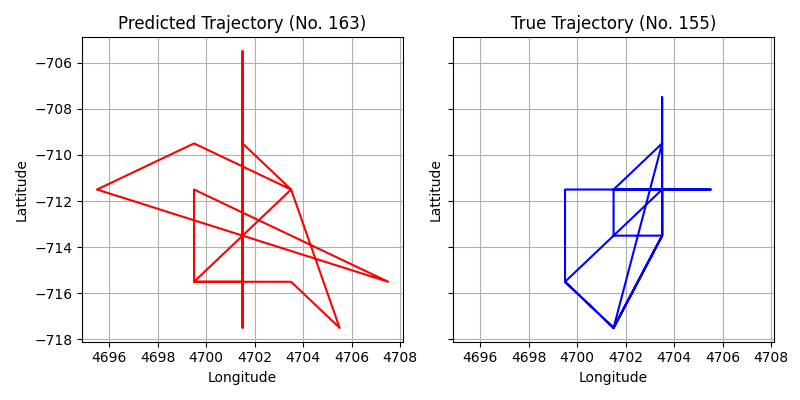 Predicted Trajectory (No. 163)
True Trajectory (No. 155)
Lattitude
−706
−708
−710
−712
−714
−716
−718
4696 4698 4700 4702 4704 4706 4708
Longitude
Lattitude
4696 4698 4700 4702 4704 4706 4708
Longitude